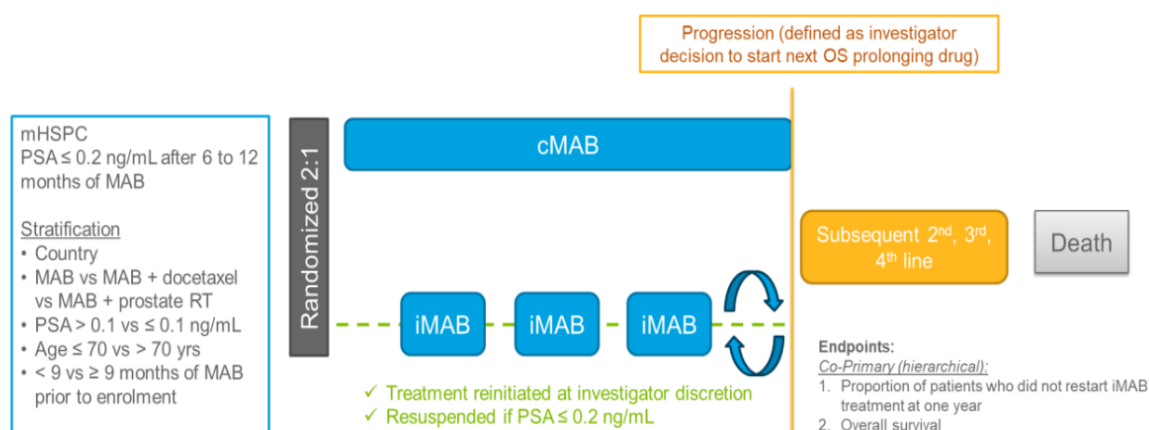 Progression (defined as investigator
decision to start next OS prolonging drug)
mHSPC
PSA ≤ 0.2 ng/mL after 6 to 12
months of MAB
Stratification
• Country
• MAB vs MAB + docetaxel
vs MAB + prostate RT
• PSA > 0.1 vs ≤ 0.1 ng/mL
• Age ≤ 70 vs > 70 yrs
• < 9 vs ≥ 9 months of MAB
prior to enrolment
Randomized 2:1
cMAB
iMAB
iMAB
iMAB
✓ Treatment reinitiated at investigator discretion
✓ Resuspended if PSA ≤ 0.2 ng/mL
Subsequent 2nd, 3rd,
4th line
Death
Endpoints:
Co-Primary (hierarchical):
1. Proportion of patients who did not restart iMAB
treatment at one year
2. Overall survival